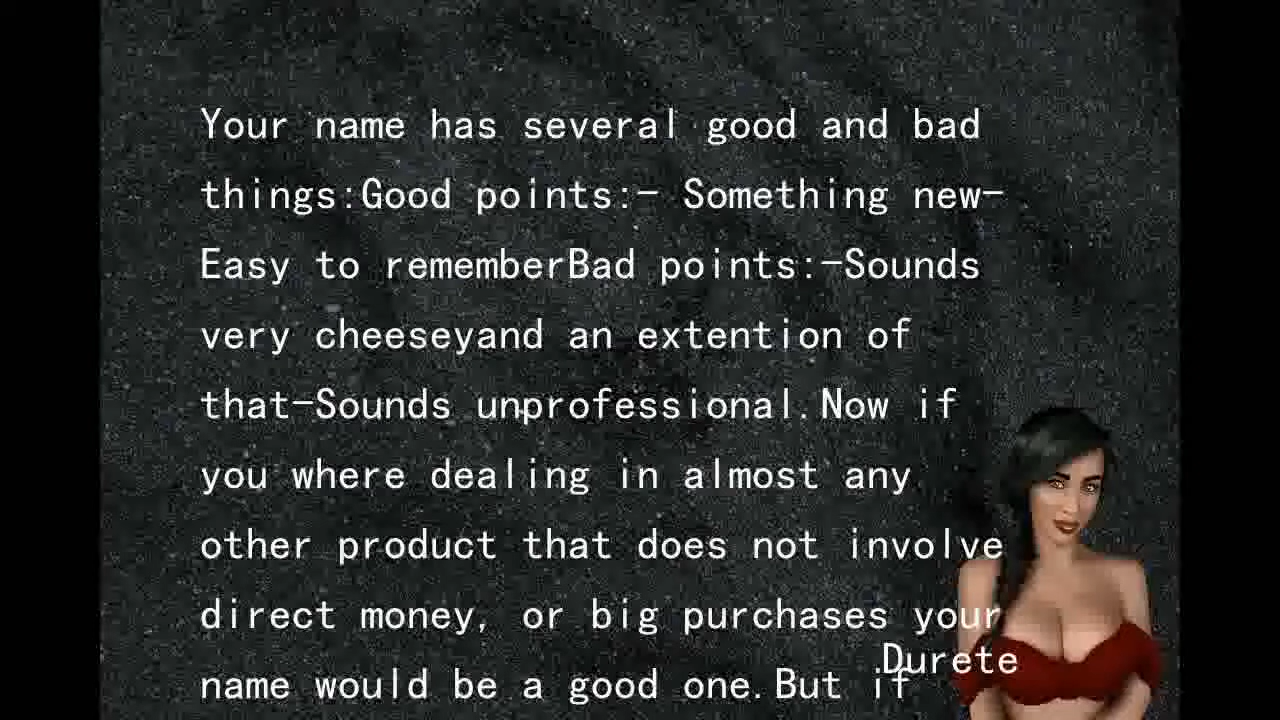 Your name has several good and bad
things:Good points:- Something new-
Easy to rememberBad points:-Sounds
very cheeseyand an extention of
that-Sounds unprofessional.Now if
you where dealing in almost any
other product that does not involve
direct money, or big purchases your
Durete
name would be a good one.But if